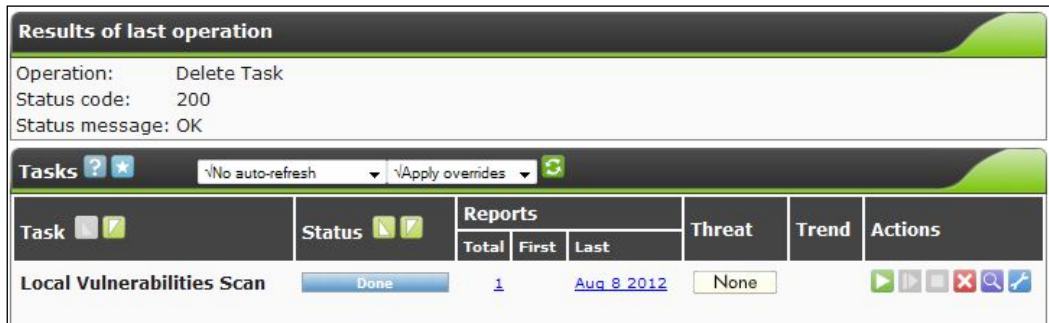 Results of last operation
Operation: Delete Task
Status code: 200
Status message: OK
Tasks ? √No auto-refresh √Apply overrides
Task Status Reports Threat Trend Actions
Total First Last
Local Vulnerabilities Scan Done 1 Aug 8 2012 None